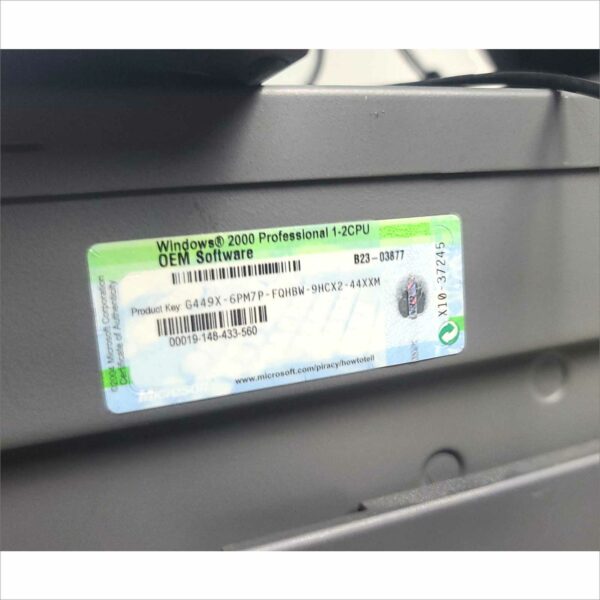 Windows® 2000 Professional 1-2CPU
OEM Software
B23-03877
Product Key: G449X-6PM7P-FQHBW-9HCX2-44XXM
00019-148-433-560
X10-37245
Microsoft Corporation
Certificate of Authenticity
Microsoft
www.microsoft.com/piracy/howtotell